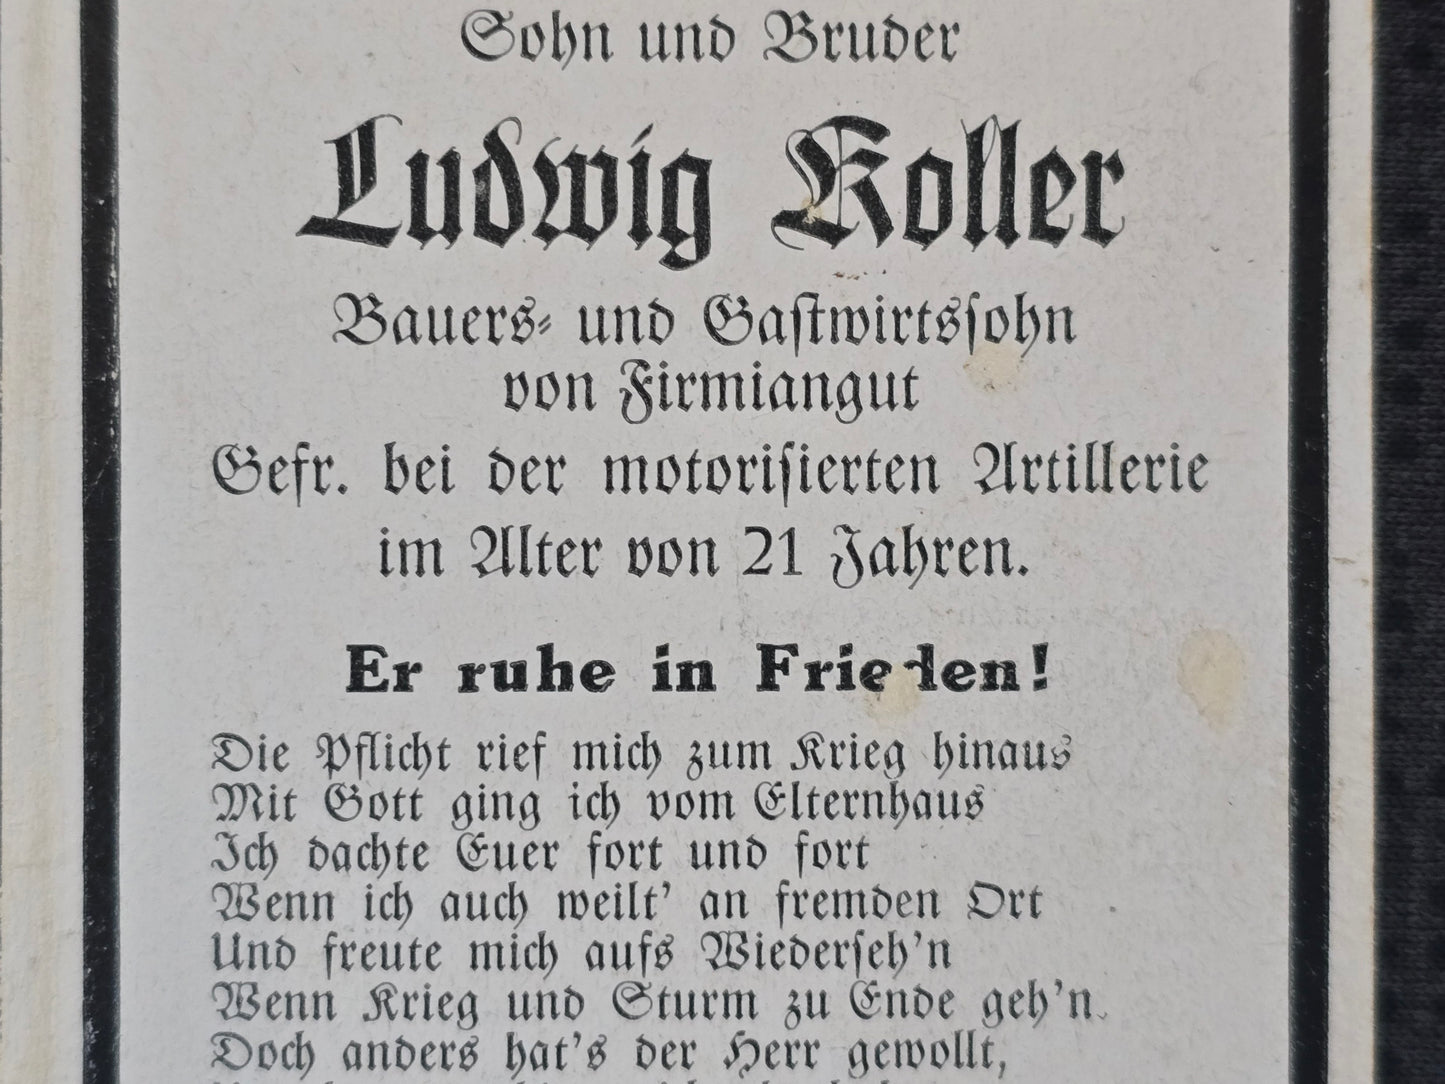 Sohn und Bruder
Ludwig Koller
Bauers- und Gastwirtssohn
von Firmiangut
Gefr. bei der motorisierten Artillerie
im Alter von 21 Jahren.
Er ruhe in Frieden!
Die Pflicht rief mich zum Krieg hinaus
Mit Gott ging ich vom Elternhaus
Ich dachte Euer fort und fort
Wenn ich auch weilt' an fremden Ort
Und freute mich aufs Wiederseh'n
Wenn Krieg und Sturm zu Ende geh'n.
Doch anders hat's der Herr gewollt,